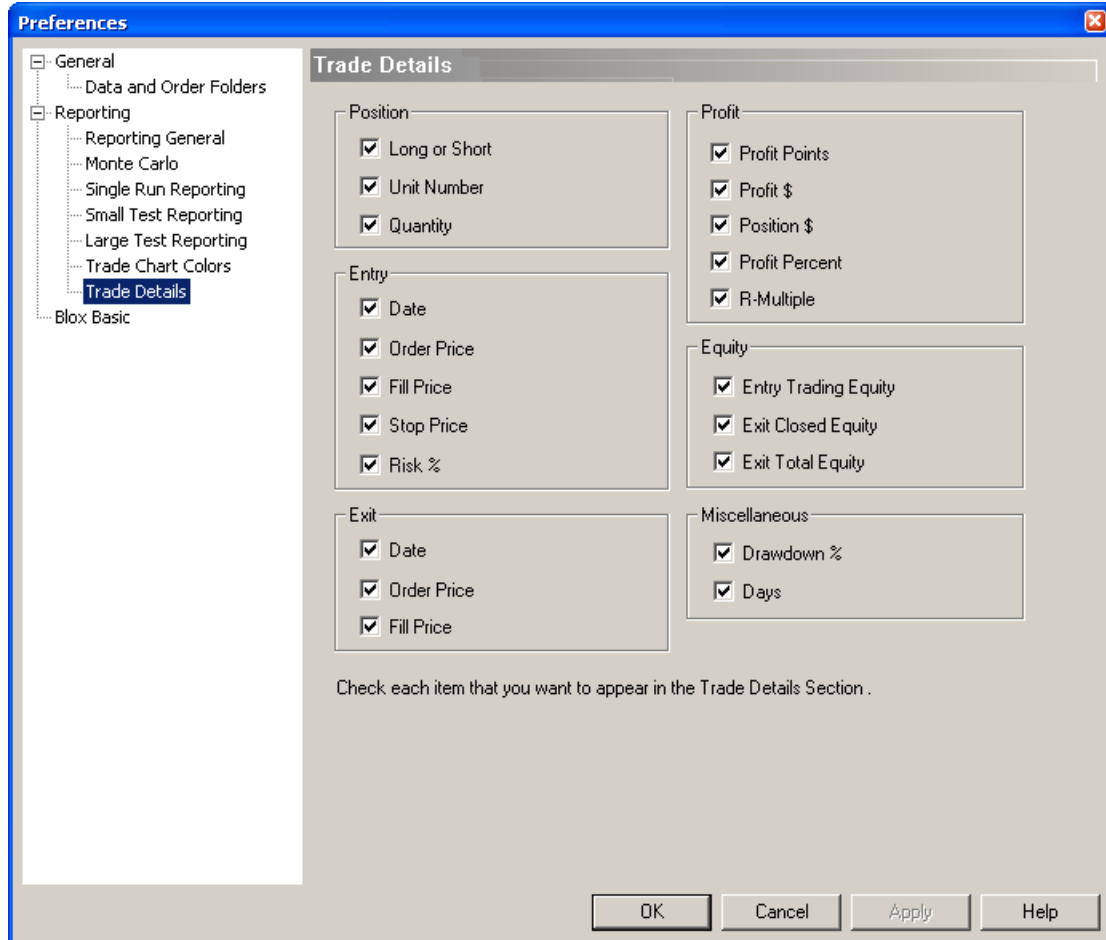 Preferences
General
Data and Order Folders
Reporting
Reporting General
Monte Carlo
Single Run Reporting
Small Test Reporting
Large Test Reporting
Trade Chart Colors
Trade Details
Blox Basic
Trade Details
Position
Long or Short
Unit Number
Quantity
Entry
Date
Order Price
Fill Price
Stop Price
Risk %
Exit
Date
Order Price
Fill Price
Profit
Profit Points
Profit $
Position $
Profit Percent
R-Multiple
Equity
Entry Trading Equity
Exit Closed Equity
Exit Total Equity
Miscellaneous
Drawdown %
Days
Check each item that you want to appear in the Trade Details Section .
OK Cancel Apply Help